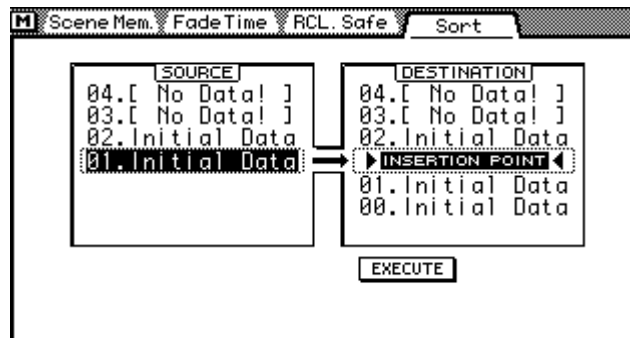 M Scene Mem. Fade Time RCL. Safe Sort
SOURCE
04.[ No Data! ]
03.[ No Data! ]
02.Initial Data
01.Initial Data
DESTINATION
04.[ No Data! ]
03.[ No Data! ]
02.Initial Data
INSERTION POINT
01.Initial Data
00.Initial Data
EXECUTE